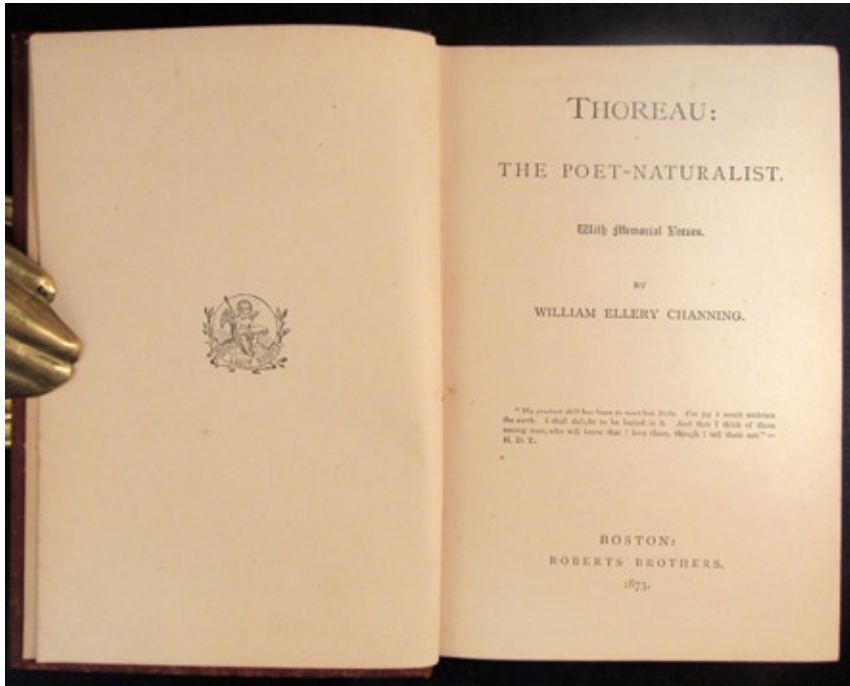 THOREAU:
THE POET-NATURALIST.
With Memorial Verses.
BY
WILLIAM ELLERY CHANNING.
"My greatest skill has been to want but little. For joy I could embrace
the earth. I shall delight to be buried in it. And then I think of those
among men, who will know that I love them, though I tell them not."—
H. D. T.
BOSTON:
ROBERTS BROTHERS.
1873.